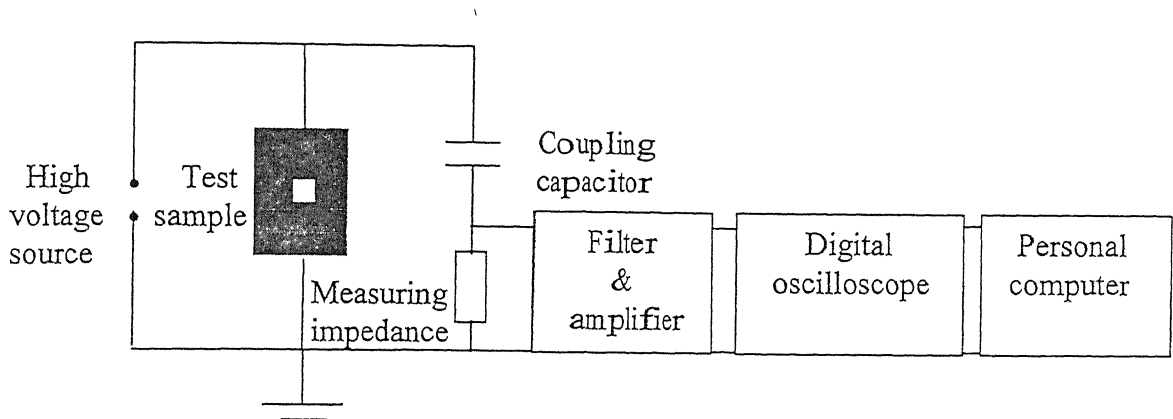 High
voltage
source
Test
sample
Coupling
capacitor
Measuring
impedance
Filter
&
amplifier
Digital
oscilloscope
Personal
computer